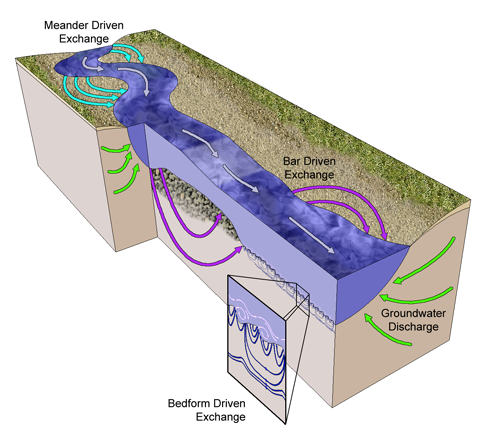 Meander Driven
Exchange
Bar Driven
Exchange
Groundwater
Discharge
Bedform Driven
Exchange